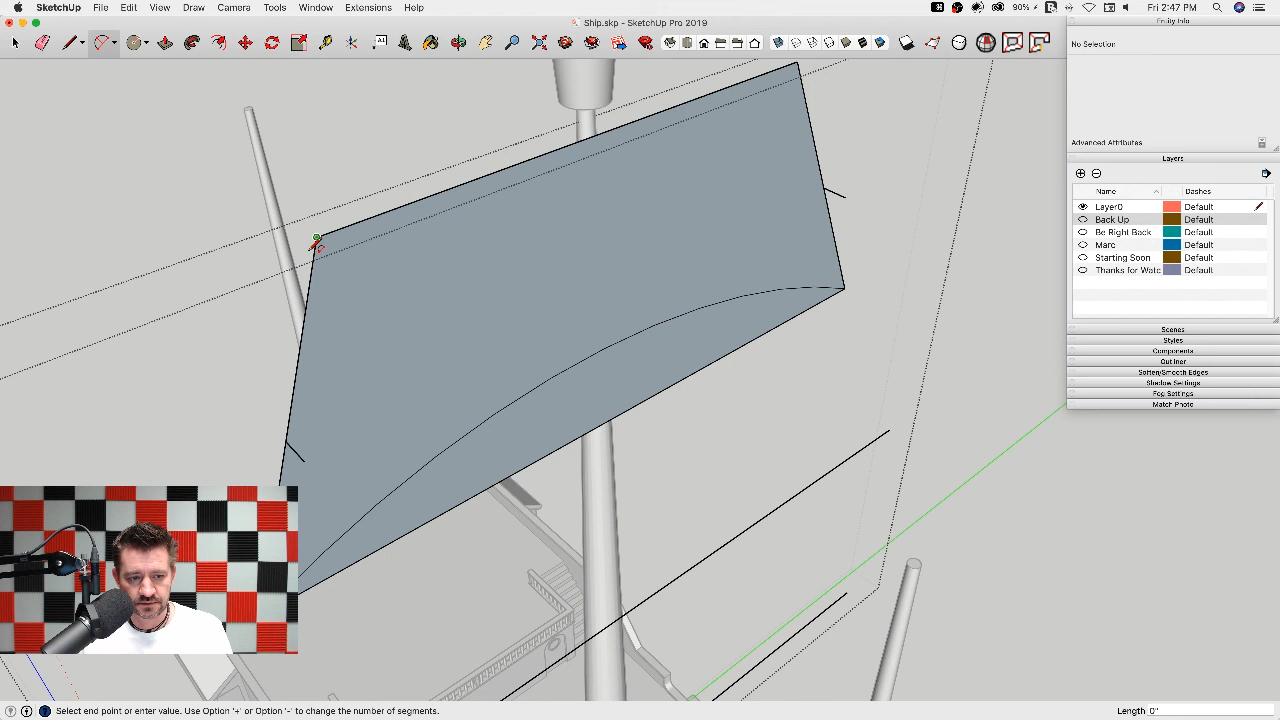 SketchUp File Edit View Draw Camera Tools Window Extensions Help
90% Fri 2:47 PM
Ship.skp - SketchUp Pro 2019
Entity Info
No Selection
Advanced Attributes
Layers
Name Dashes
Layer0 Default
Back Up Default
Be Right Back Default
Marc Default
Starting Soon Default
Thanks for Watc Default
Scenes
Styles
Components
Outliner
Soften/Smooth Edges
Shadow Settings
Fog Settings
Match Photo
Select end point or enter value. Use Option '+' or Option '-' to change the number of segments.
Length 0"